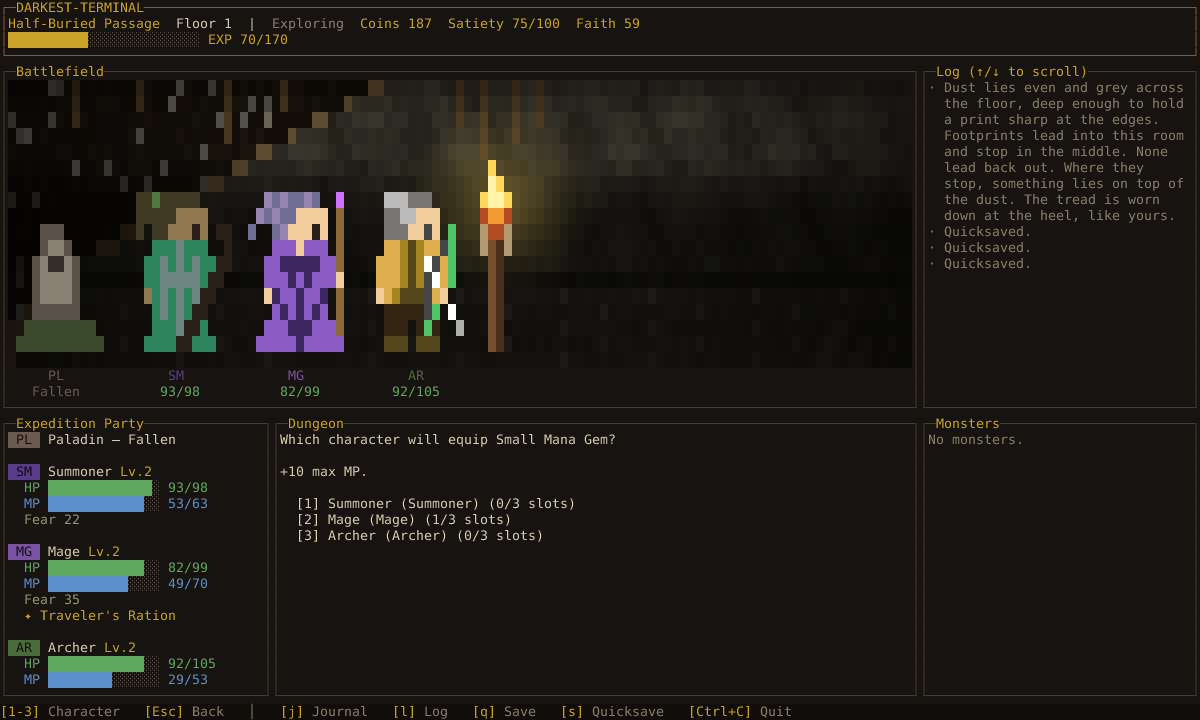 DARKEST-TERMINAL
Half-Buried Passage  Floor 1  |  Exploring  Coins 187  Satiety 75/100  Faith 59
EXP 70/170
Battlefield
PL SM MG AR
Fallen 93/98 82/99 92/105
Log (↑/↓ to scroll)
· Dust lies even and grey across
the floor, deep enough to hold
a print sharp at the edges.
Footprints lead into this room
and stop in the middle. None
lead back out. Where they
stop, something lies on top of
the dust. The tread is worn
down at the heel, like yours.
· Quicksaved.
· Quicksaved.
· Quicksaved.
Expedition Party
PL Paladin — Fallen
SM Summoner Lv.2
HP 93/98
MP 53/63
Fear 22
MG Mage Lv.2
HP 82/99
MP 49/70
Fear 35
✦ Traveler's Ration
AR Archer Lv.2
HP 92/105
MP 29/53
Dungeon
Which character will equip Small Mana Gem?
+10 max MP.
[1] Summoner (Summoner) (0/3 slots)
[2] Mage (Mage) (1/3 slots)
[3] Archer (Archer) (0/3 slots)
Monsters
No monsters.
[1-3] Character  [Esc] Back  |  [j] Journal  [l] Log  [q] Save  [s] Quicksave  [Ctrl+C] Quit